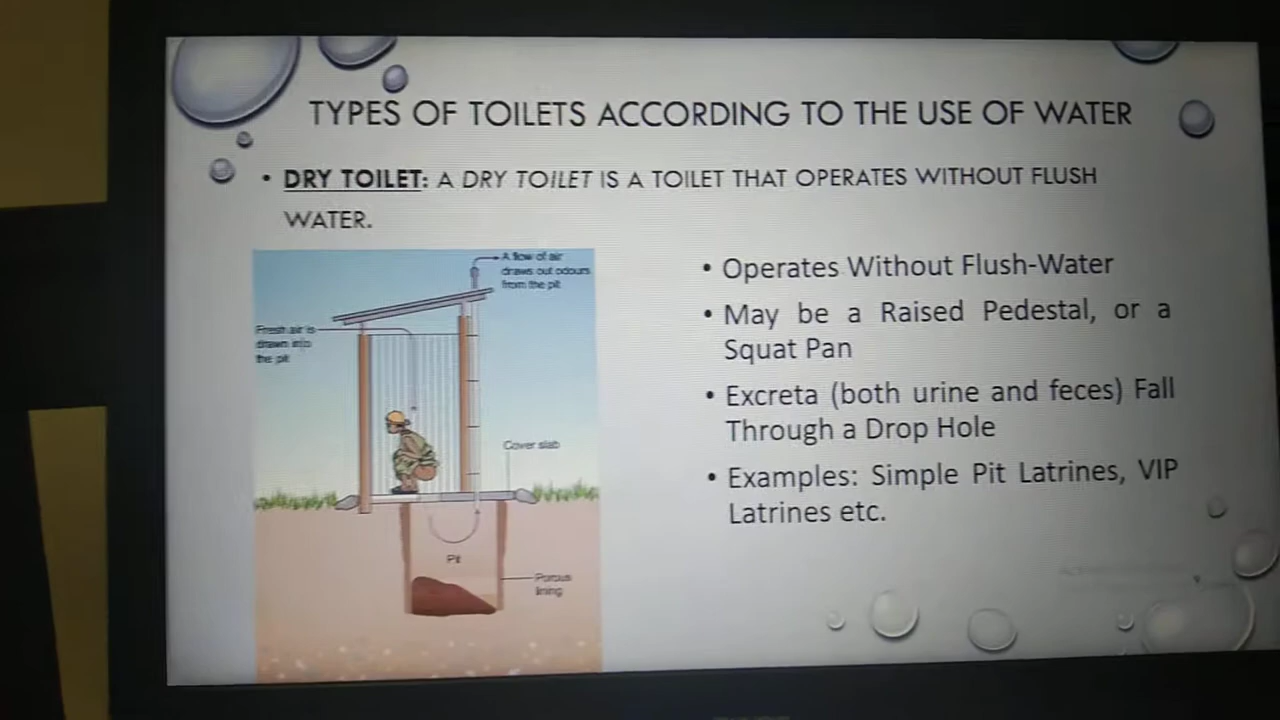 TYPES OF TOILETS ACCORDING TO THE USE OF WATER
• DRY TOILET: A DRY TOILET IS A TOILET THAT OPERATES WITHOUT FLUSH
WATER.
A flow of air
draws out odours
from the pit
Fresh air is
drawn into
the pit
Cover slab
Pit
Porous
lining
• Operates Without Flush-Water
• May be a Raised Pedestal, or a
Squat Pan
• Excreta (both urine and feces) Fall
Through a Drop Hole
• Examples: Simple Pit Latrines, VIP
Latrines etc.